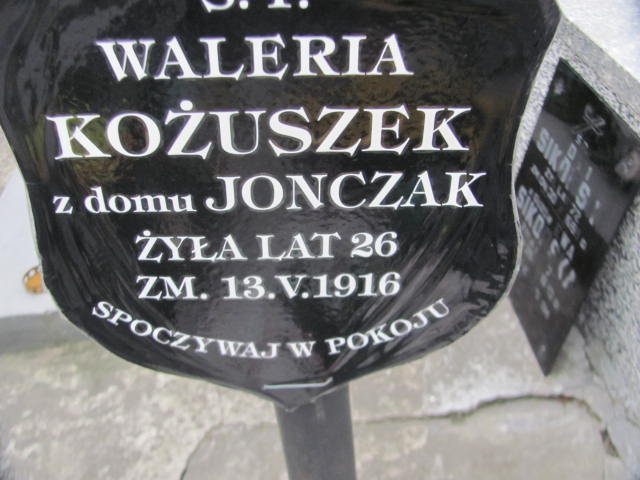 Ś. P.
WALERIA
KOŻUSZEK
z domu JONCZAK
ŻYŁA LAT 26
ZM. 13.V.1916
SPOCZYWAJ W POKOJU